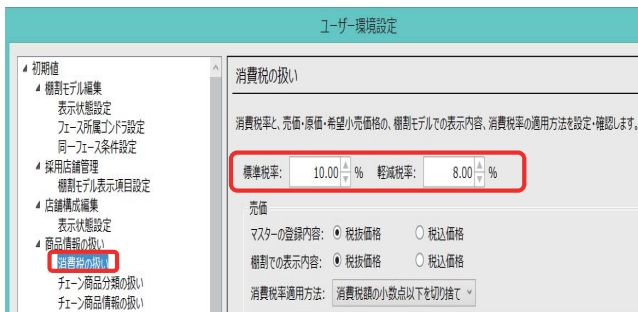 ユーザー環境設定
初期値
棚割モデル編集
表示状態設定
フェース所属ゴンドラ設定
同一フェース条件設定
採用店舗管理
棚割モデル表示項目設定
店舗構成編集
表示状態設定
商品情報の扱い
消費税の扱い
チェーン商品分類の扱い
チェーン商品情報の扱い
消費税の扱い
消費税率と、売価・原価・希望小売価格の、棚割モデルでの表示内容、消費税率の適用方法を設定・確認します。
標準税率: 10.00 % 軽減税率: 8.00 %
売価
マスターの登録内容: 税抜価格 税込価格
棚割での表示内容: 税抜価格 税込価格
消費税率適用方法: 消費税額の小数点以下を切り捨て